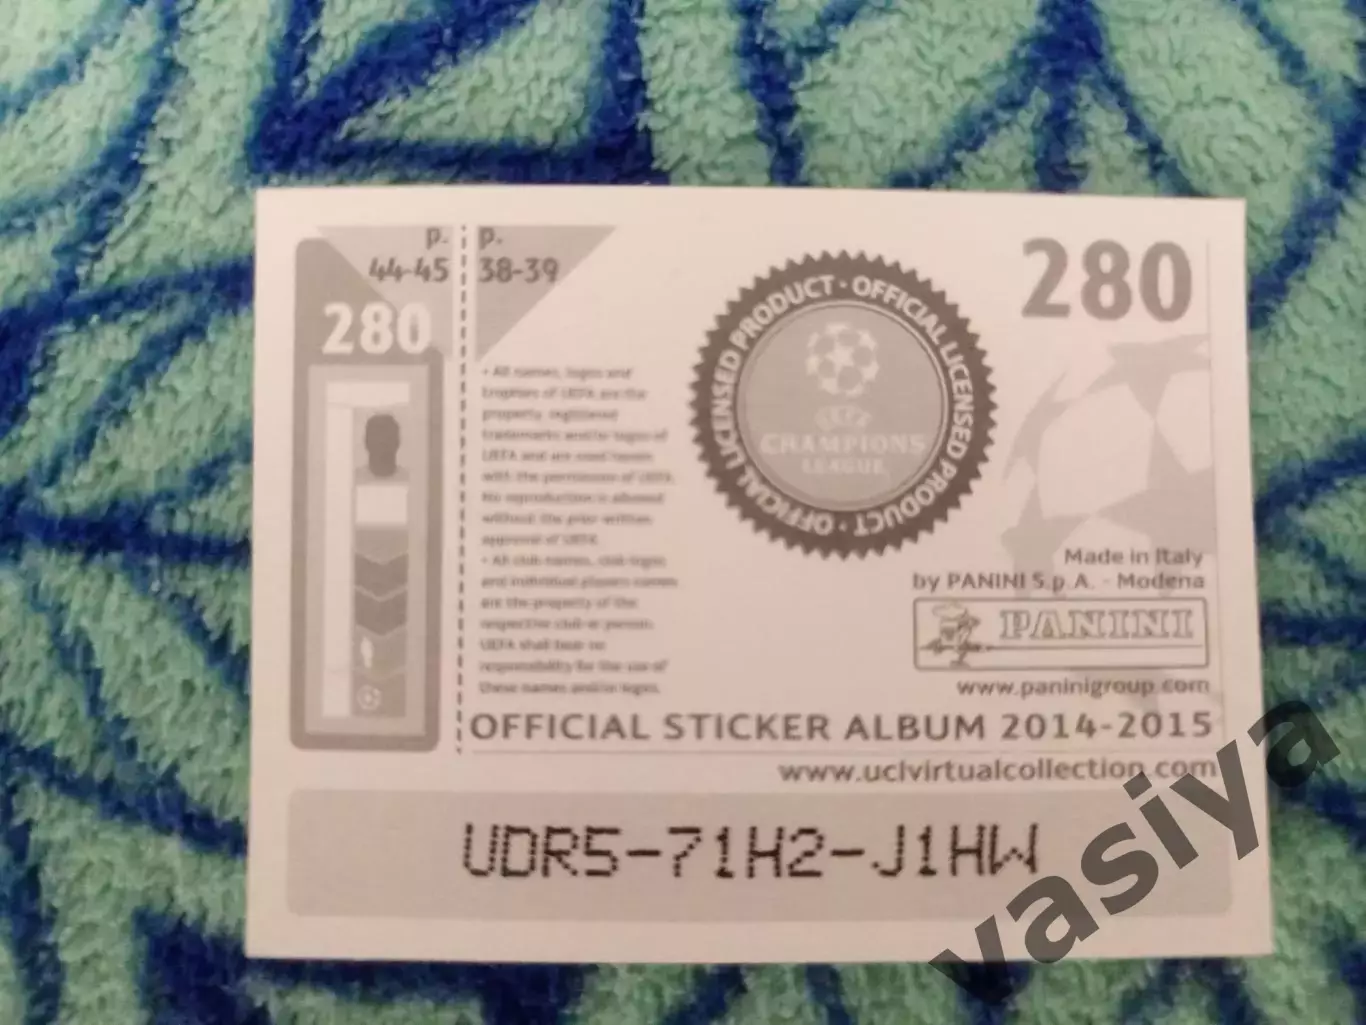 p.
44-45
280
p.
38-39
• All names, logos and
trophies of UEFA are the
property, registered
trademarks and/or logos of
UEFA and are used herein
with the permission of UEFA.
No reproduction is allowed
without the prior written
approval of UEFA.
• All club names, club logos
and individual players names
are the property of the
respective club or person.
UEFA shall bear no
responsibility for the use of
these names and/or logos.
OFFICIAL LICENSED PRODUCT · OFFICIAL LICENSED PRODUCT ·
UEFA
CHAMPIONS
LEAGUE
280
Made in Italy
by PANINI S.p.A. - Modena
PANINI
www.paninigroup.com
OFFICIAL STICKER ALBUM 2014-2015
www.uclvirtualcollection.com
UDR5-71H2-J1HW
vasiya